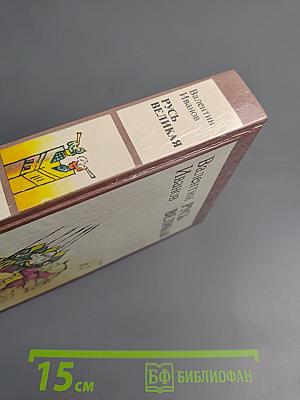 Валентин
Иванов
РУСЬ
ВЕЛИКАЯ
Валентин
Иванов
РУСЬ
ВЕЛИКАЯ
15 см
БФ БИБЛИОФАН